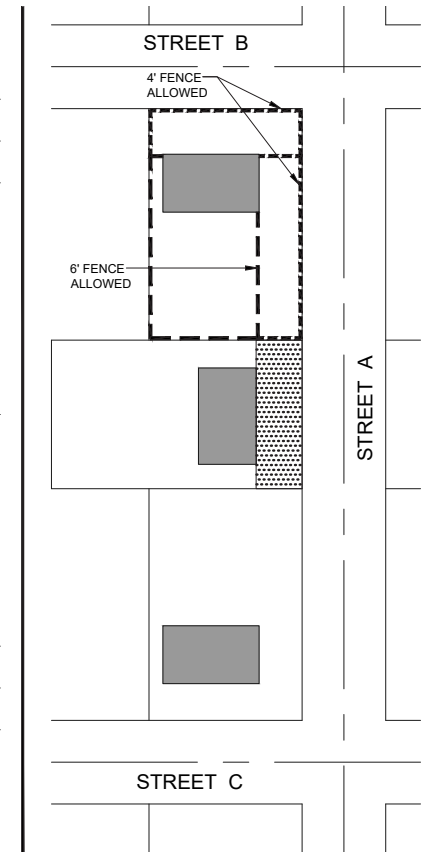 STREET B
4' FENCE
ALLOWED
6' FENCE
ALLOWED
STREET A
STREET C